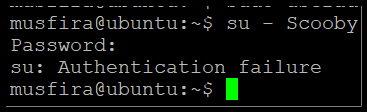 musfira@ubuntu:~$ su - Scooby
Password:
su: Authentication failure
musfira@ubuntu:~$